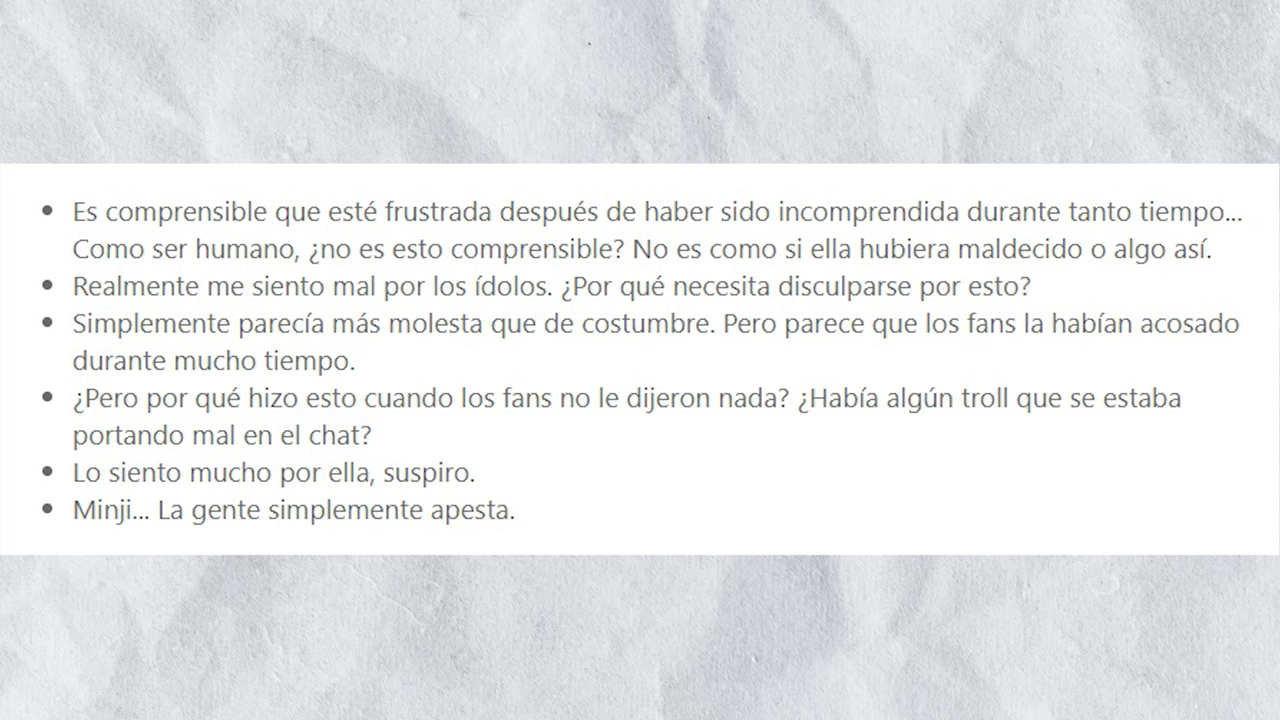 • Es comprensible que esté frustrada después de haber sido incomprendida durante tanto tiempo...
Como ser humano, ¿no es esto comprensible? No es como si ella hubiera maldecido o algo así.
• Realmente me siento mal por los ídolos. ¿Por qué necesita disculparse por esto?
• Simplemente parecía más molesta que de costumbre. Pero parece que los fans la habían acosado
durante mucho tiempo.
• ¿Pero por qué hizo esto cuando los fans no le dijeron nada? ¿Había algún troll que se estaba
portando mal en el chat?
• Lo siento mucho por ella, suspiro.
• Minji... La gente simplemente apesta.